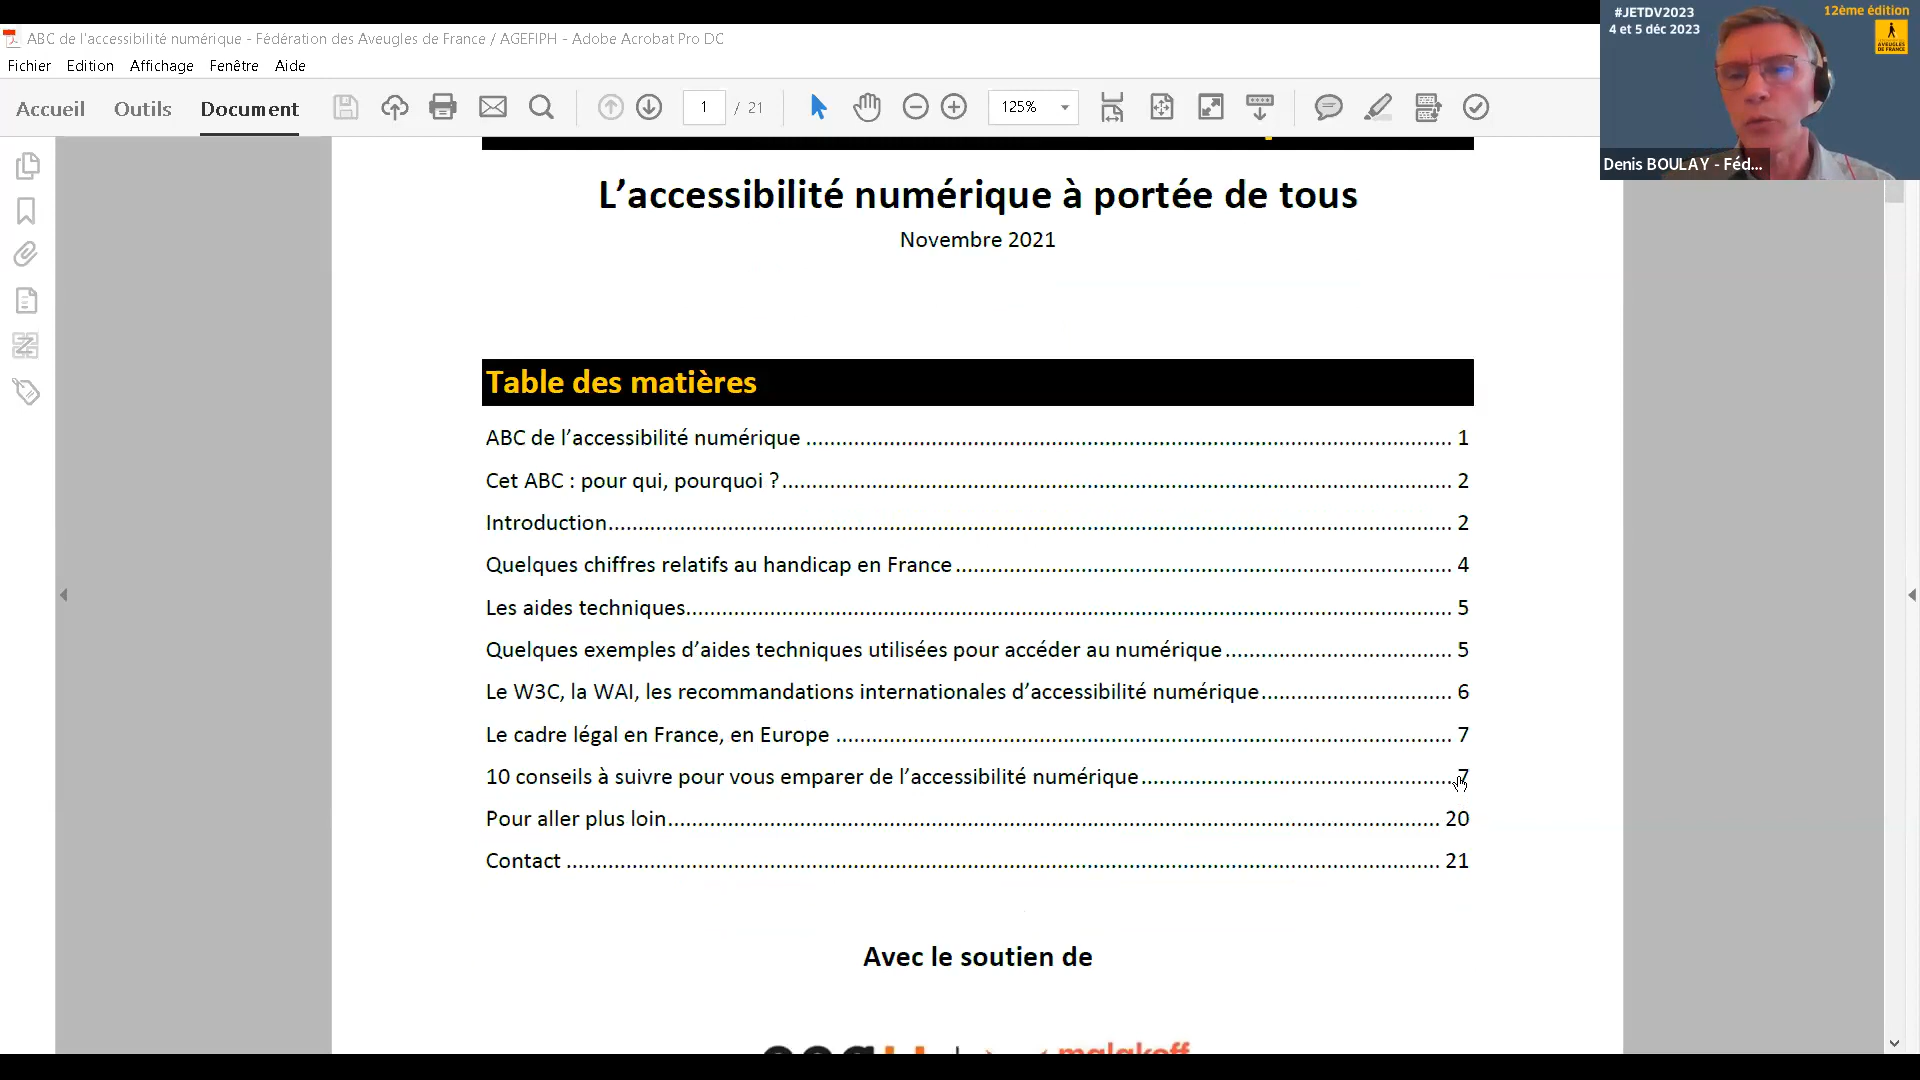 ABC de l'accessibilité numérique - Fédération des Aveugles de France / AGEFIPH - Adobe Acrobat Pro DC
Fichier Edition Affichage Fenêtre Aide
Accueil Outils Document 1 / 21 125%
#JETDV2023
4 et 5 déc 2023
12ème édition
AVEUGLES
DE FRANCE
Denis BOULAY - Féd...
L’accessibilité numérique à portée de tous
Novembre 2021
Table des matières
ABC de l’accessibilité numérique ........ 1
Cet ABC : pour qui, pourquoi ? ........ 2
Introduction ........ 2
Quelques chiffres relatifs au handicap en France ........ 4
Les aides techniques ........ 5
Quelques exemples d’aides techniques utilisées pour accéder au numérique ........ 5
Le W3C, la WAI, les recommandations internationales d’accessibilité numérique ........ 6
Le cadre légal en France, en Europe ........ 7
10 conseils à suivre pour vous emparer de l’accessibilité numérique ........ 7
Pour aller plus loin ........ 20
Contact ........ 21
Avec le soutien de
malakoff